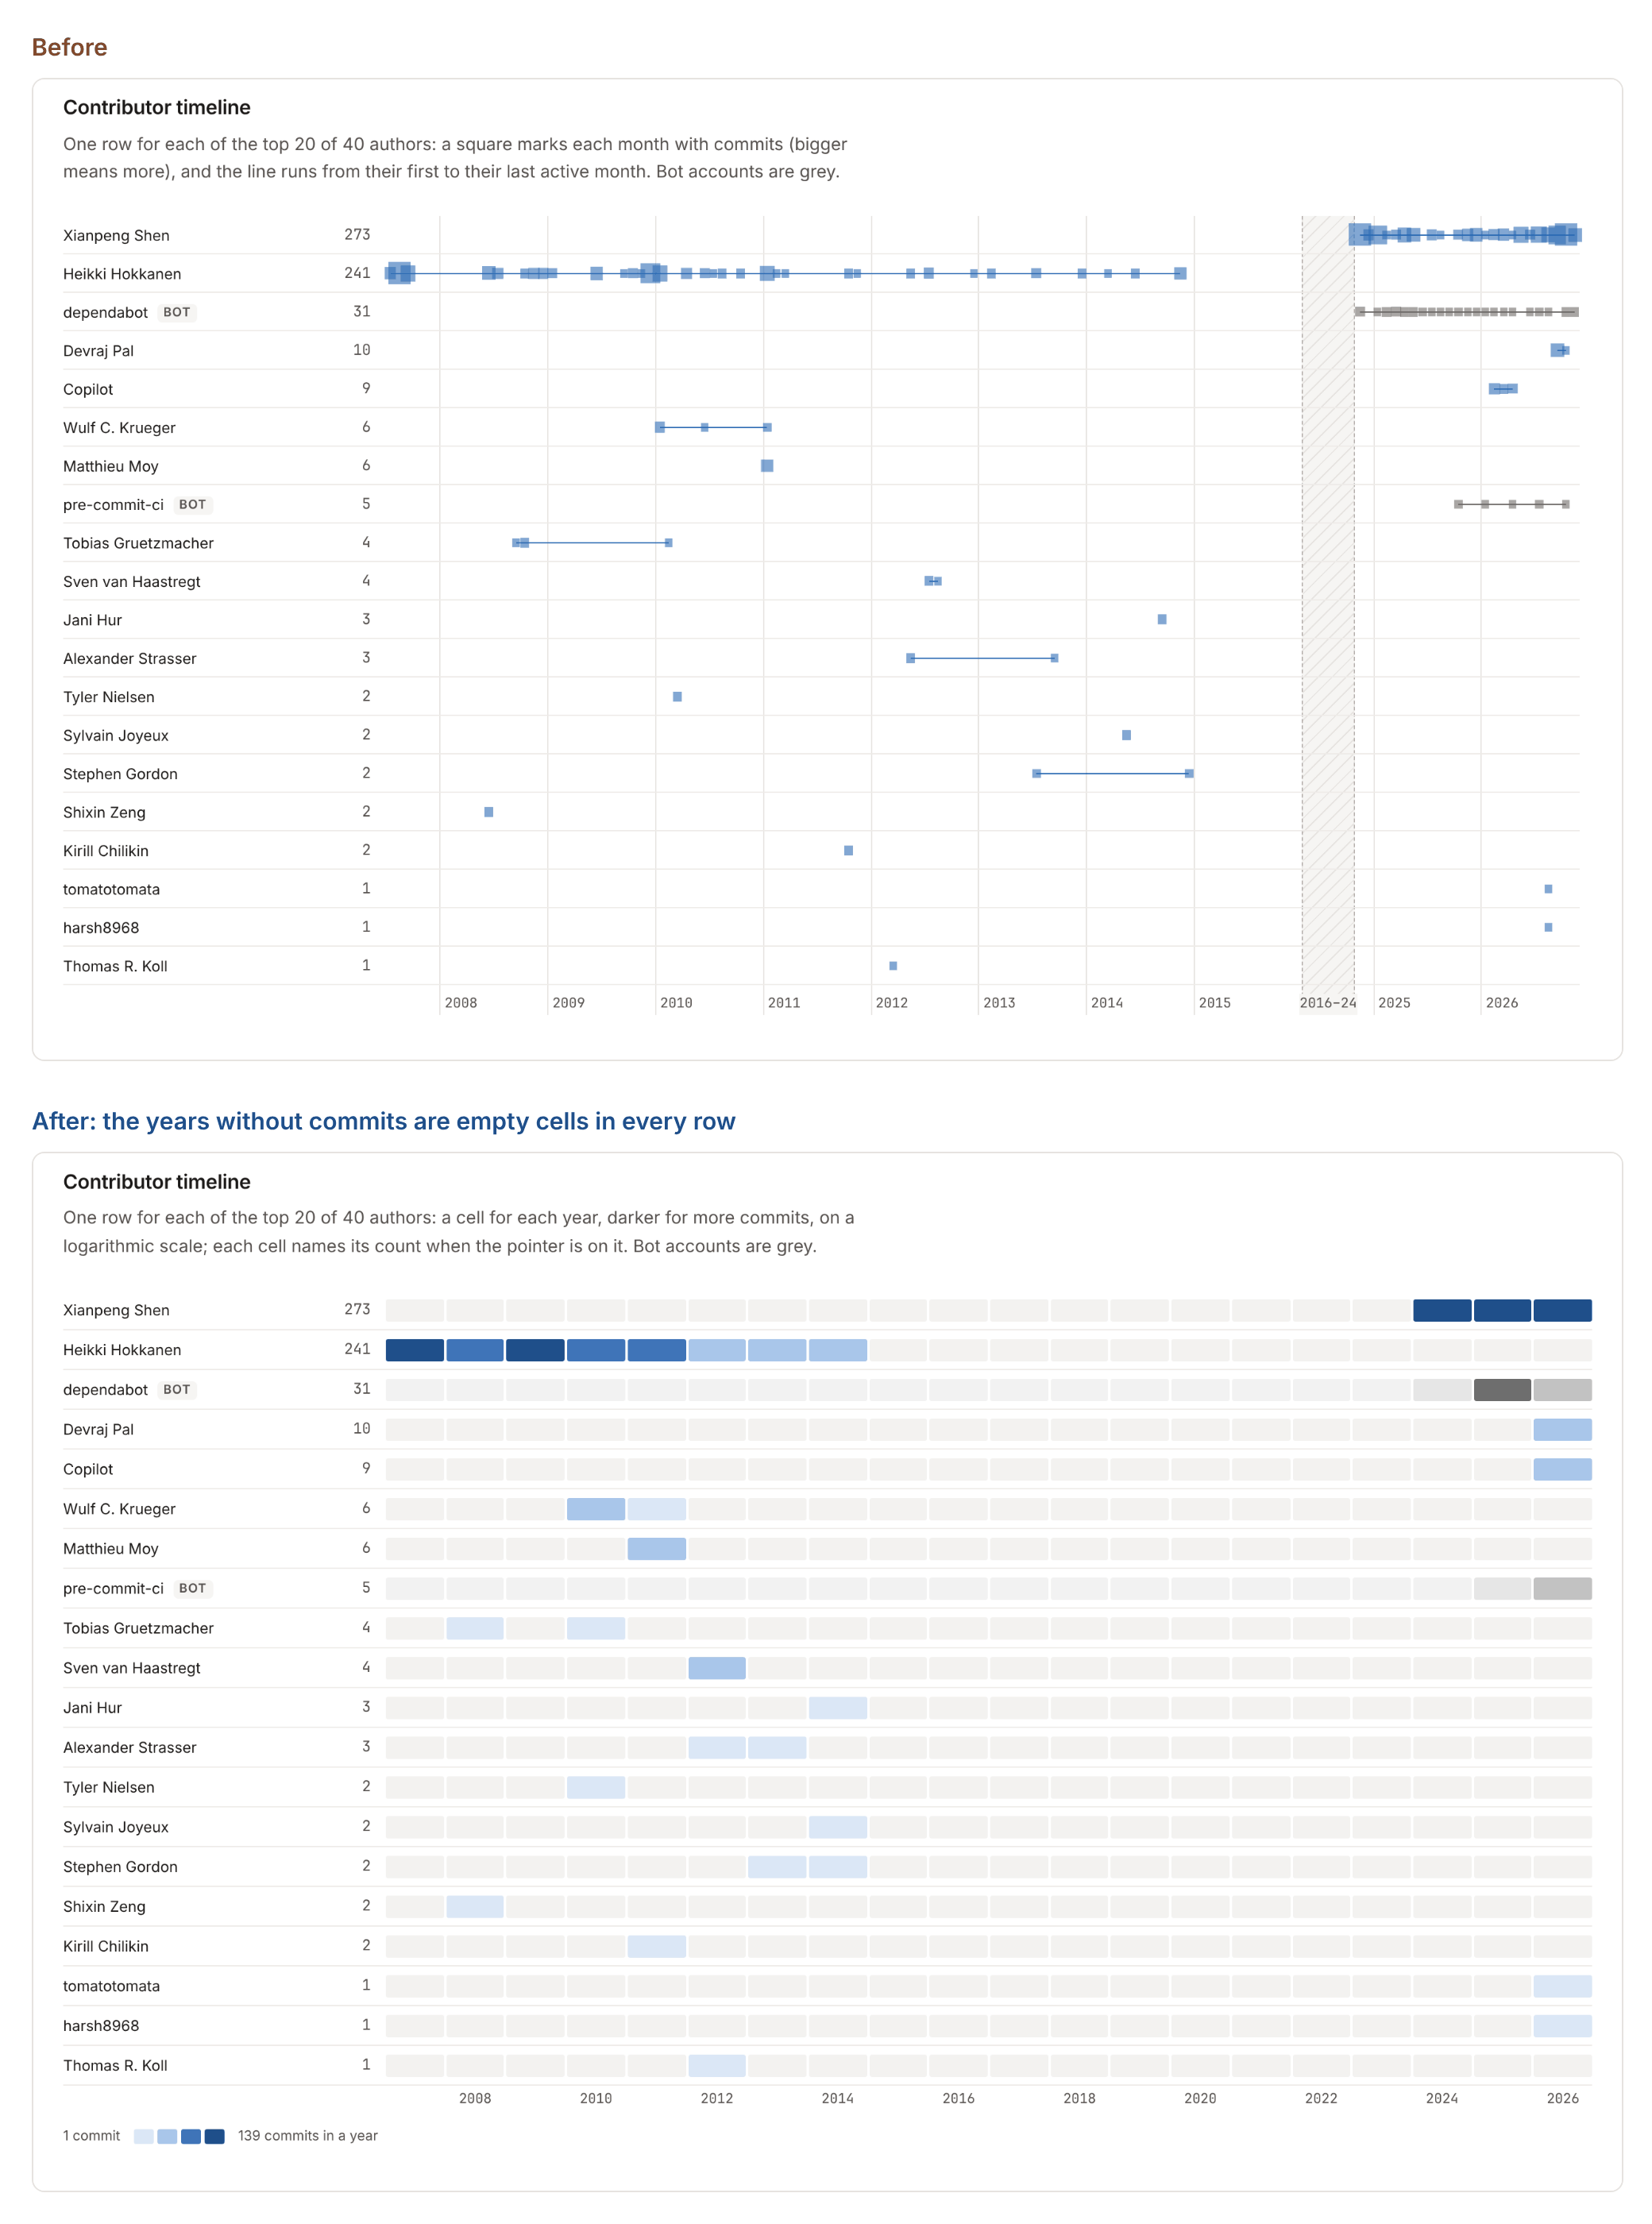 Before
Contributor timeline
One row for each of the top 20 of 40 authors: a square marks each month with commits (bigger
means more), and the line runs from their first to their last active month. Bot accounts are grey.
Xianpeng Shen 273
Heikki Hokkanen 241
dependabot BOT 31
Devraj Pal 10
Copilot 9
Wulf C. Krueger 6
Matthieu Moy 6
pre-commit-ci BOT 5
Tobias Gruetzmacher 4
Sven van Haastregt 4
Jani Hur 3
Alexander Strasser 3
Tyler Nielsen 2
Sylvain Joyeux 2
Stephen Gordon 2
Shixin Zeng 2
Kirill Chilikin 2
tomatotomata 1
harsh8968 1
Thomas R. Koll 1
2008 2009 2010 2011 2012 2013 2014 2015 2016–24 2025 2026
After: the years without commits are empty cells in every row
Contributor timeline
One row for each of the top 20 of 40 authors: a cell for each year, darker for more commits, on a
logarithmic scale; each cell names its count when the pointer is on it. Bot accounts are grey.
Xianpeng Shen 273
Heikki Hokkanen 241
dependabot BOT 31
Devraj Pal 10
Copilot 9
Wulf C. Krueger 6
Matthieu Moy 6
pre-commit-ci BOT 5
Tobias Gruetzmacher 4
Sven van Haastregt 4
Jani Hur 3
Alexander Strasser 3
Tyler Nielsen 2
Sylvain Joyeux 2
Stephen Gordon 2
Shixin Zeng 2
Kirill Chilikin 2
tomatotomata 1
harsh8968 1
Thomas R. Koll 1
2008 2010 2012 2014 2016 2018 2020 2022 2024 2026
1 commit 139 commits in a year